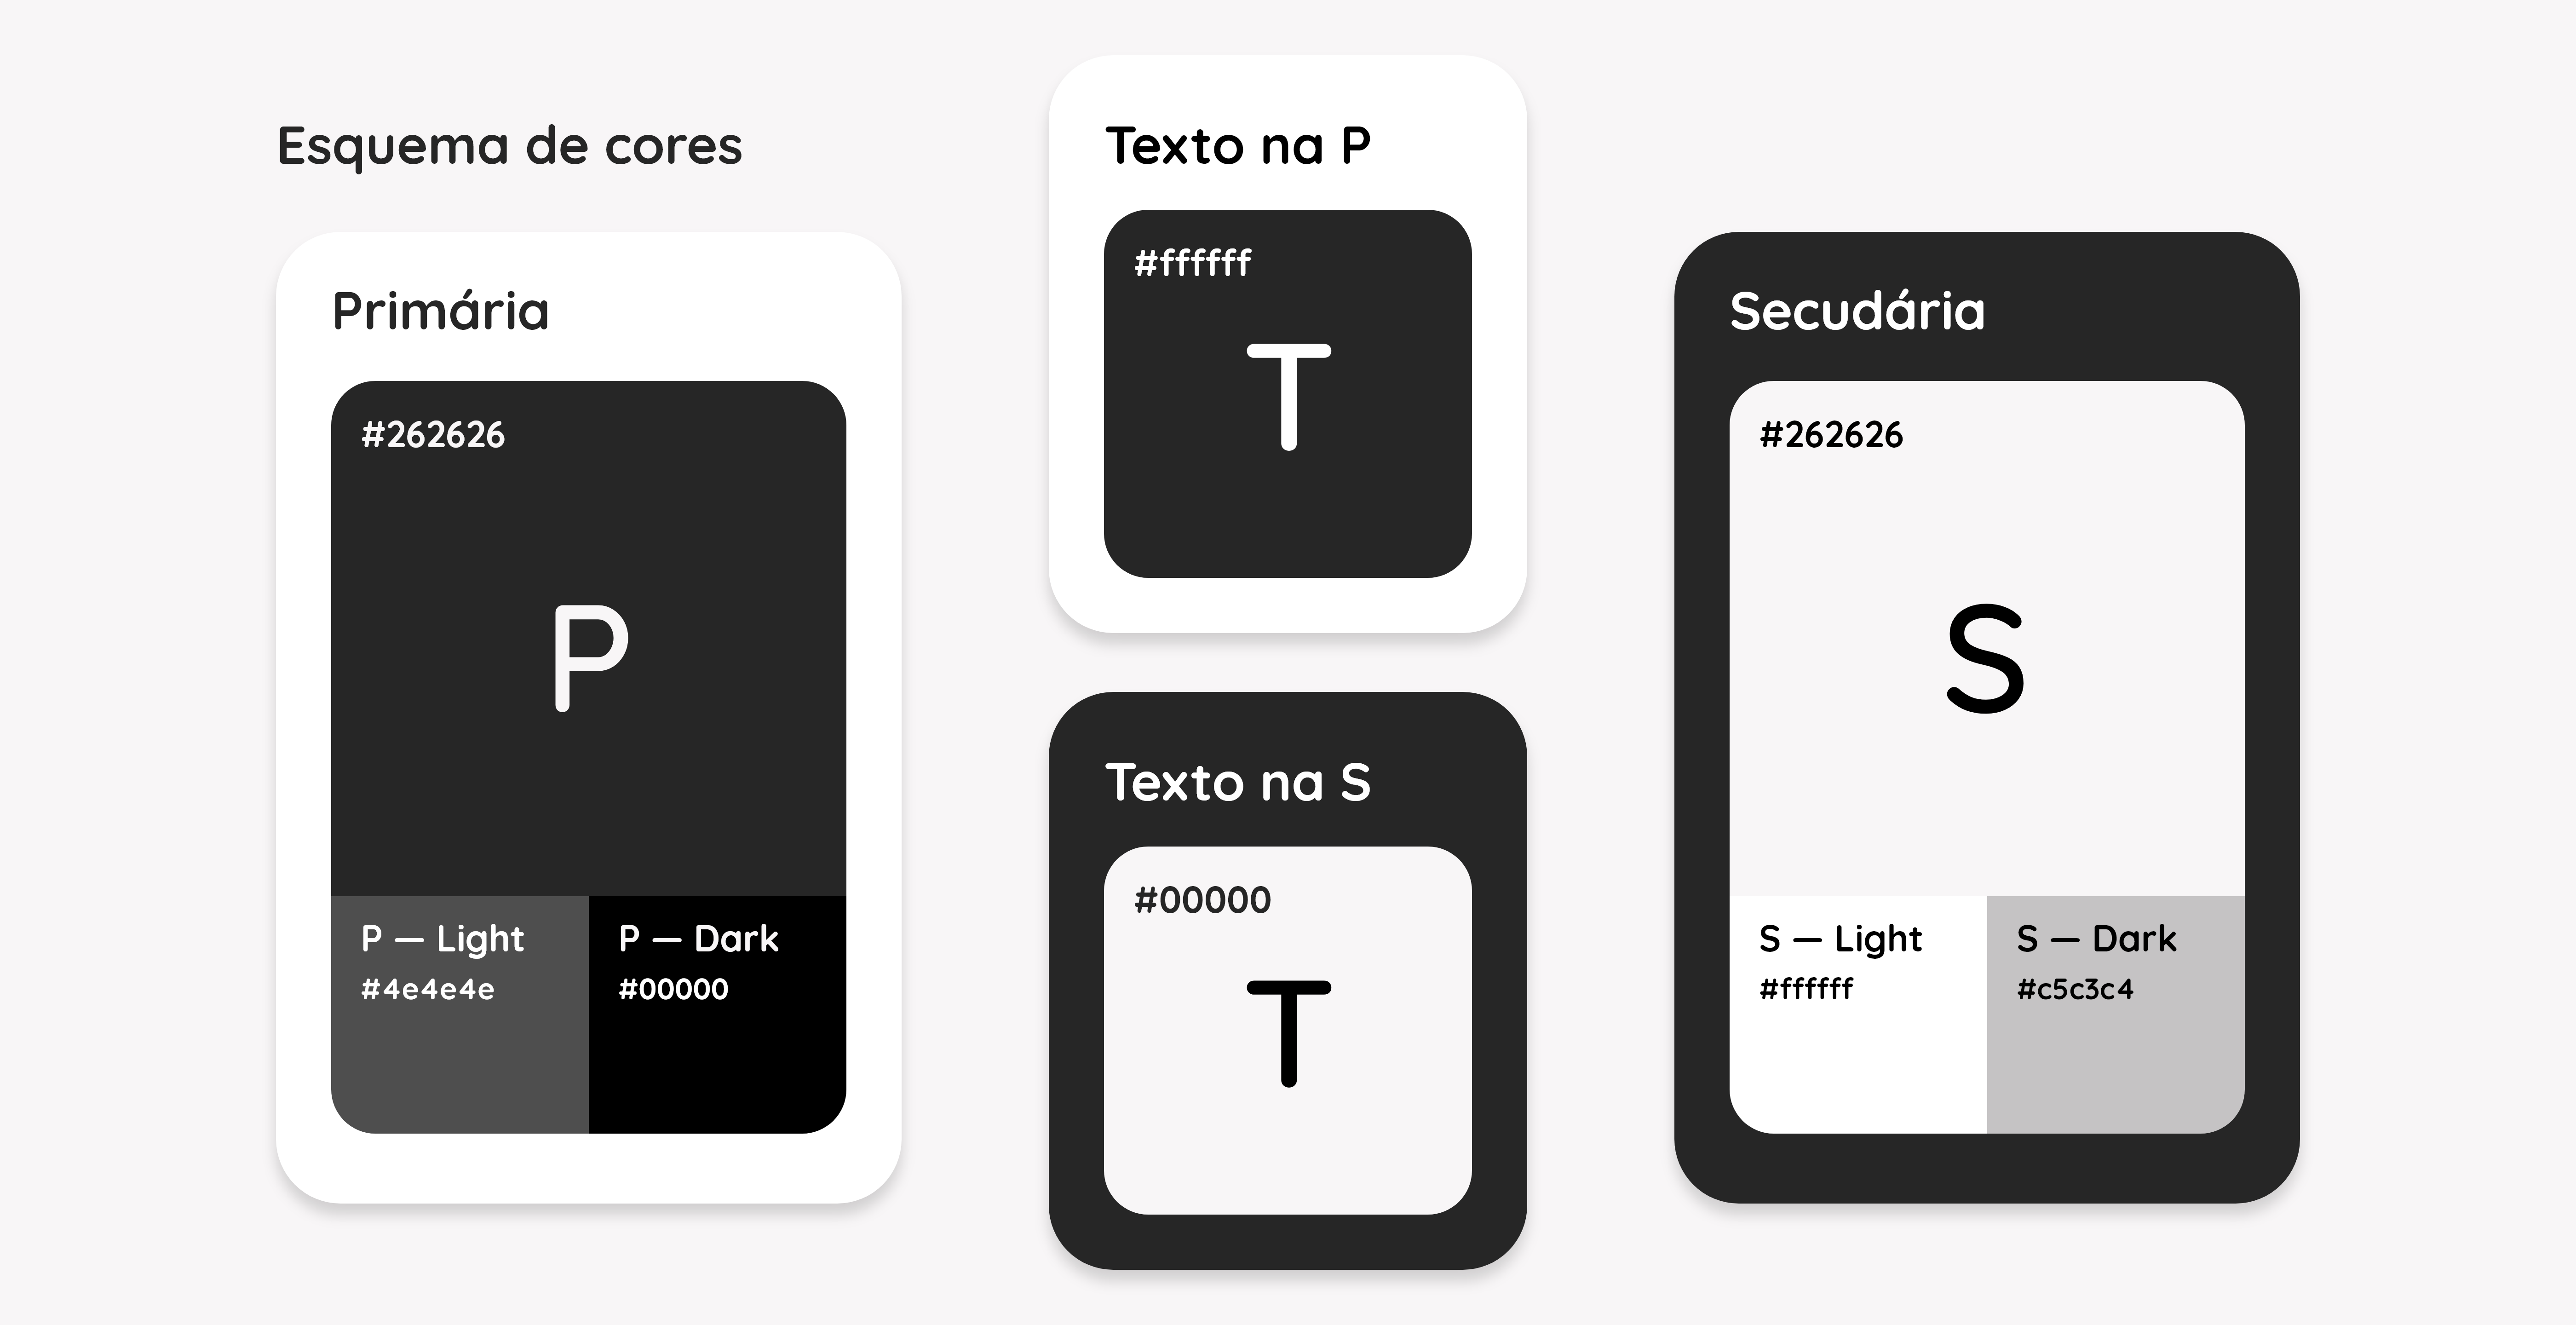 Esquema de cores
Primária
#262626
P
P — Light
#4e4e4e
P — Dark
#00000
Texto na P
#ffffff
T
Texto na S
#00000
T
Secudária
#262626
S
S — Light
#ffffff
S — Dark
#c5c3c4